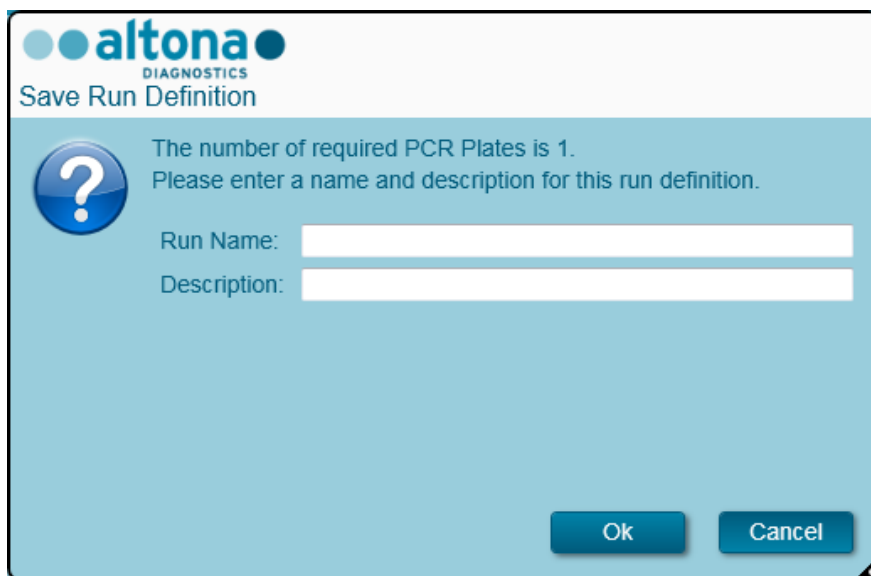 altona
DIAGNOSTICS
Save Run Definition
?
The number of required PCR Plates is 1.
Please enter a name and description for this run definition.
Run Name:
Description:
Ok
Cancel